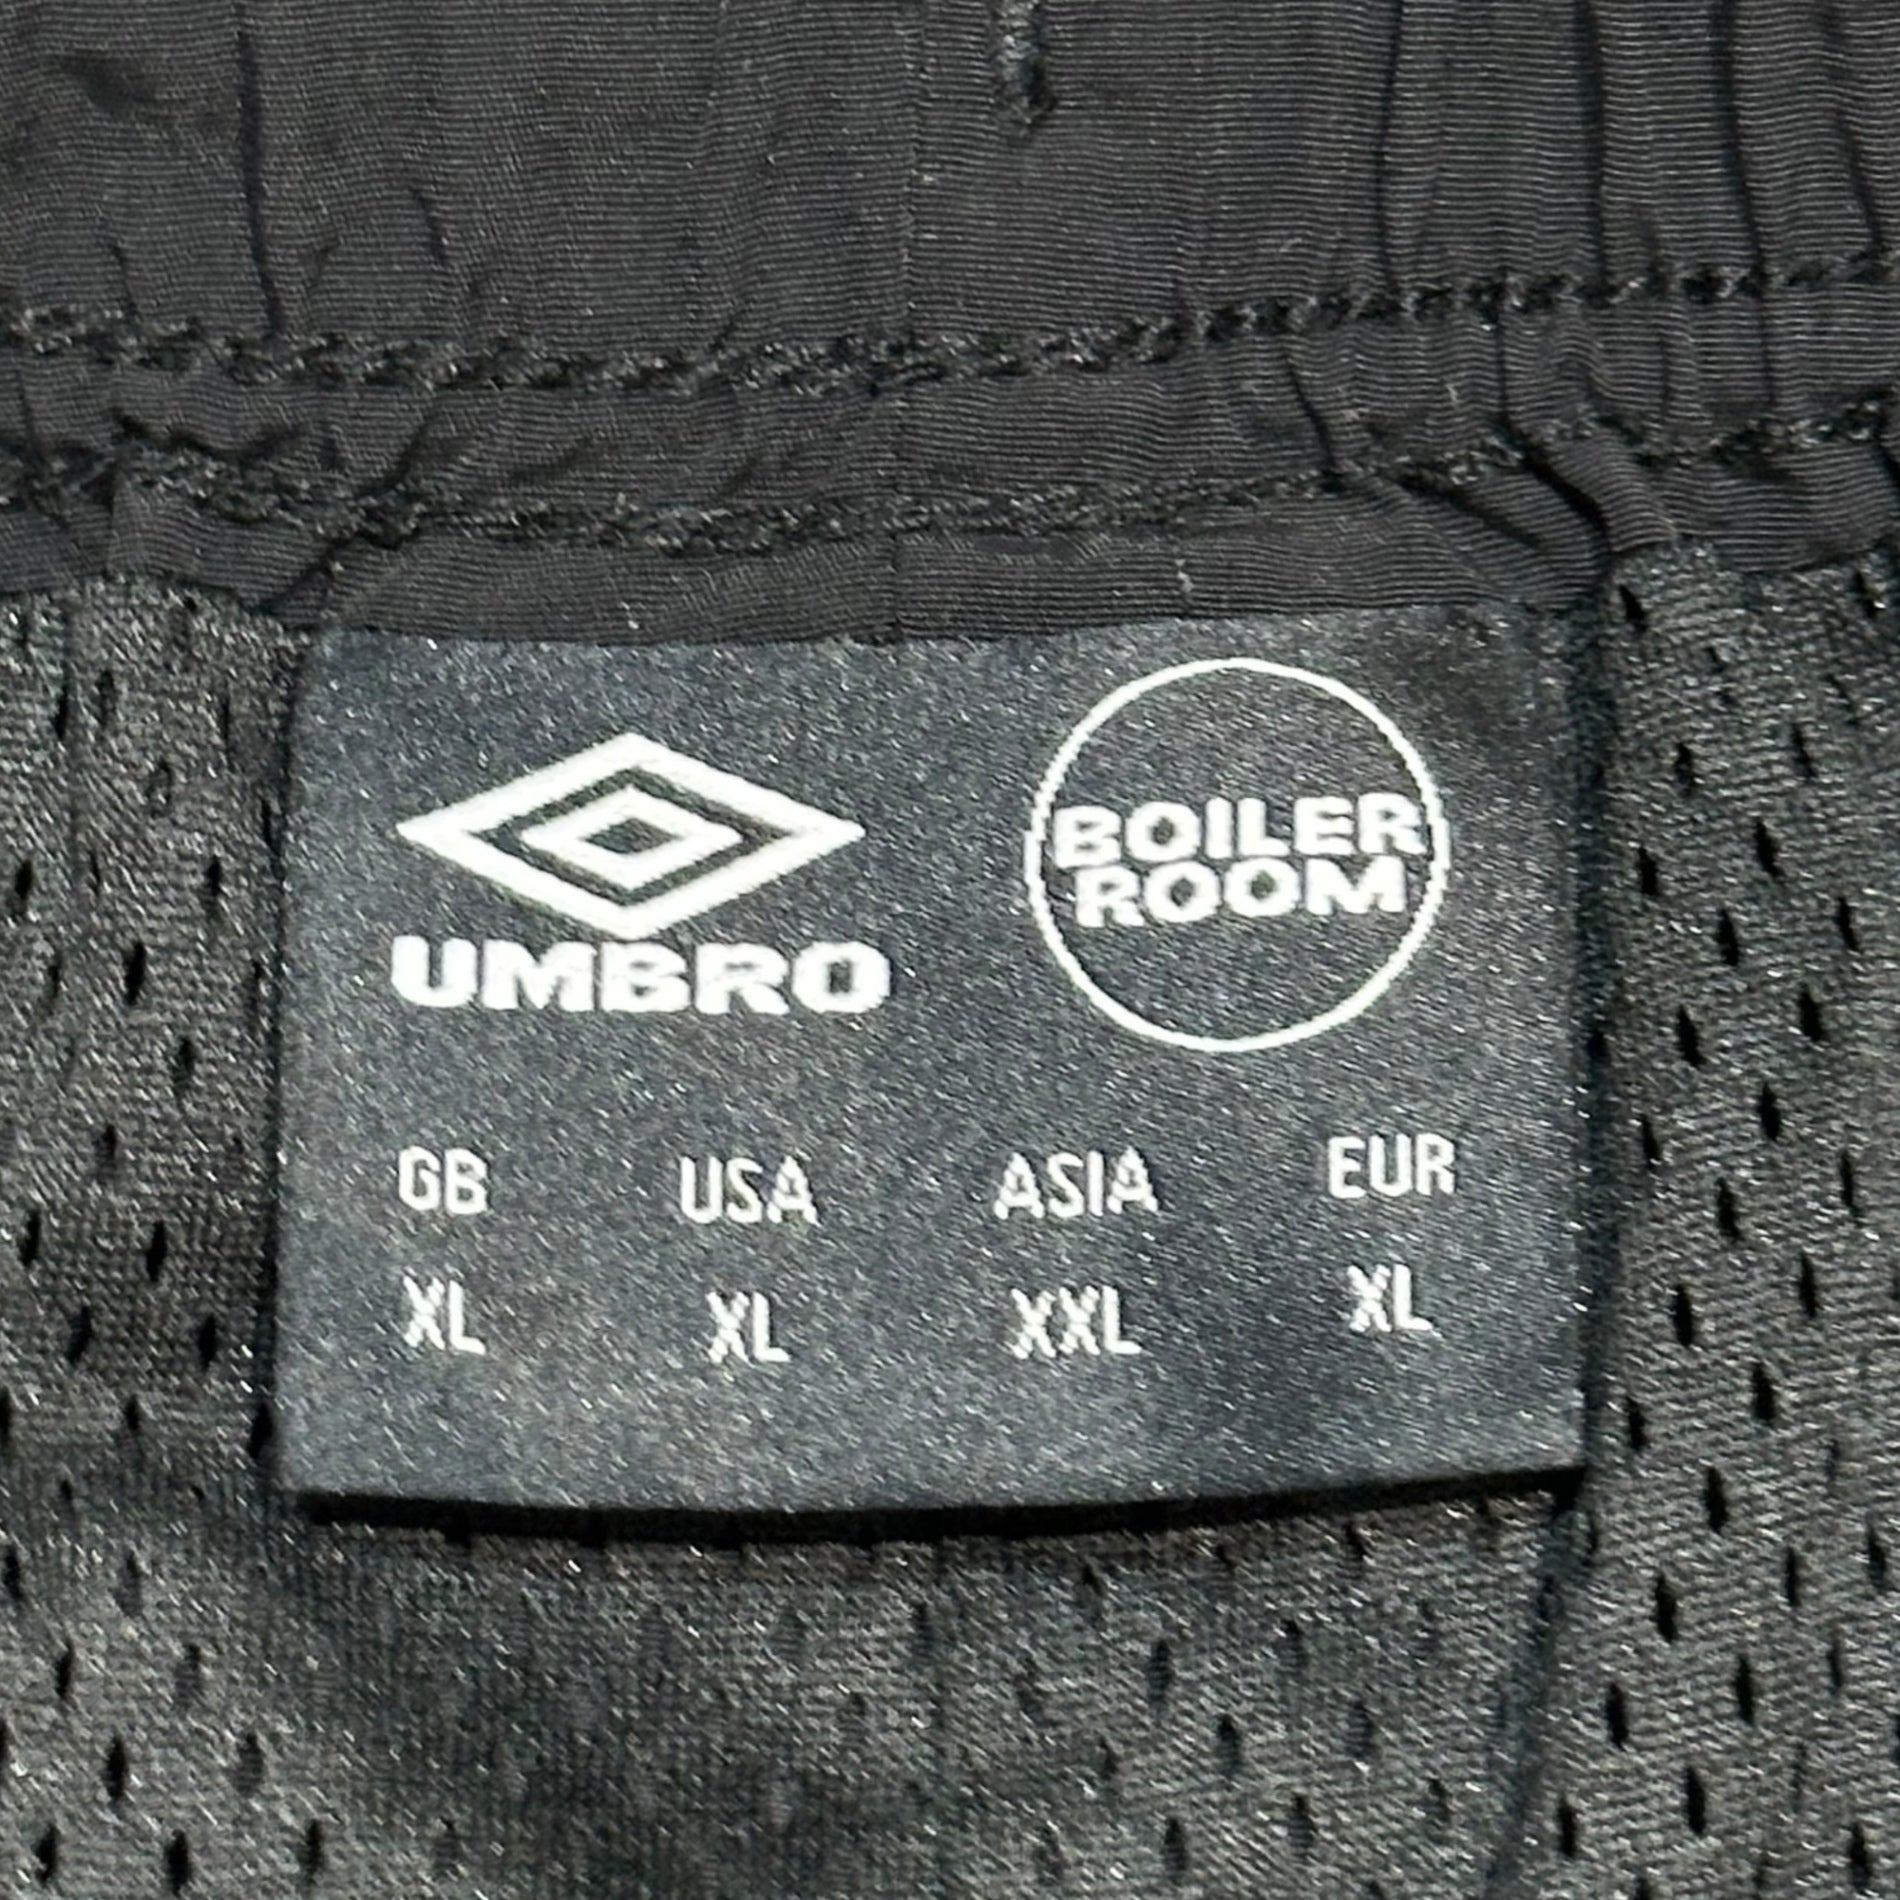 UMBRO
BOILER
ROOM
GB USA ASIA EUR
XL XL XXL XL